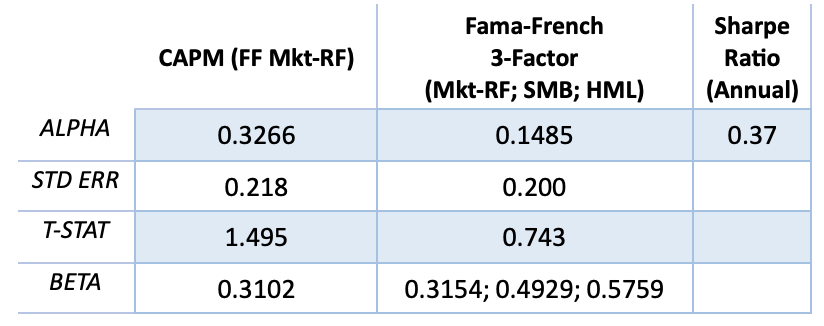 CAPM (FF Mkt-RF) Fama-French 3-Factor (Mkt-RF; SMB; HML) Sharpe Ratio (Annual)
ALPHA 0.3266 0.1485 0.37
STD ERR 0.218 0.200
T-STAT 1.495 0.743
BETA 0.3102 0.3154; 0.4929; 0.5759